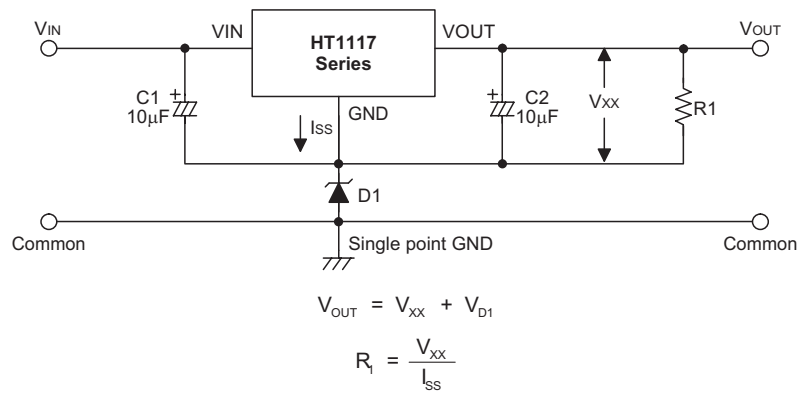 VIN
VOUT
VIN
HT1117
Series
VOUT
C1
10μF
ISS
GND
C2
10μF
VXX
R1
D1
Common
Single point GND
Common
VOUT = VXX + VD1
R1 = VXX / ISS